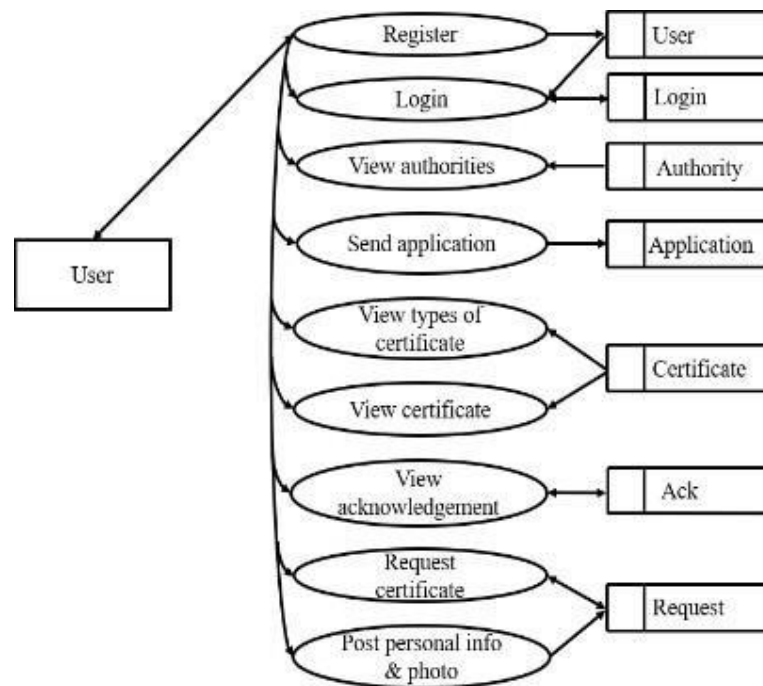 Register
User
Login
Login
View authorities
Authority
Send application
Application
User
View types of
certificate
Certificate
View certificate
View
acknowledgement
Ack
Request
certificate
Request
Post personal info
& photo